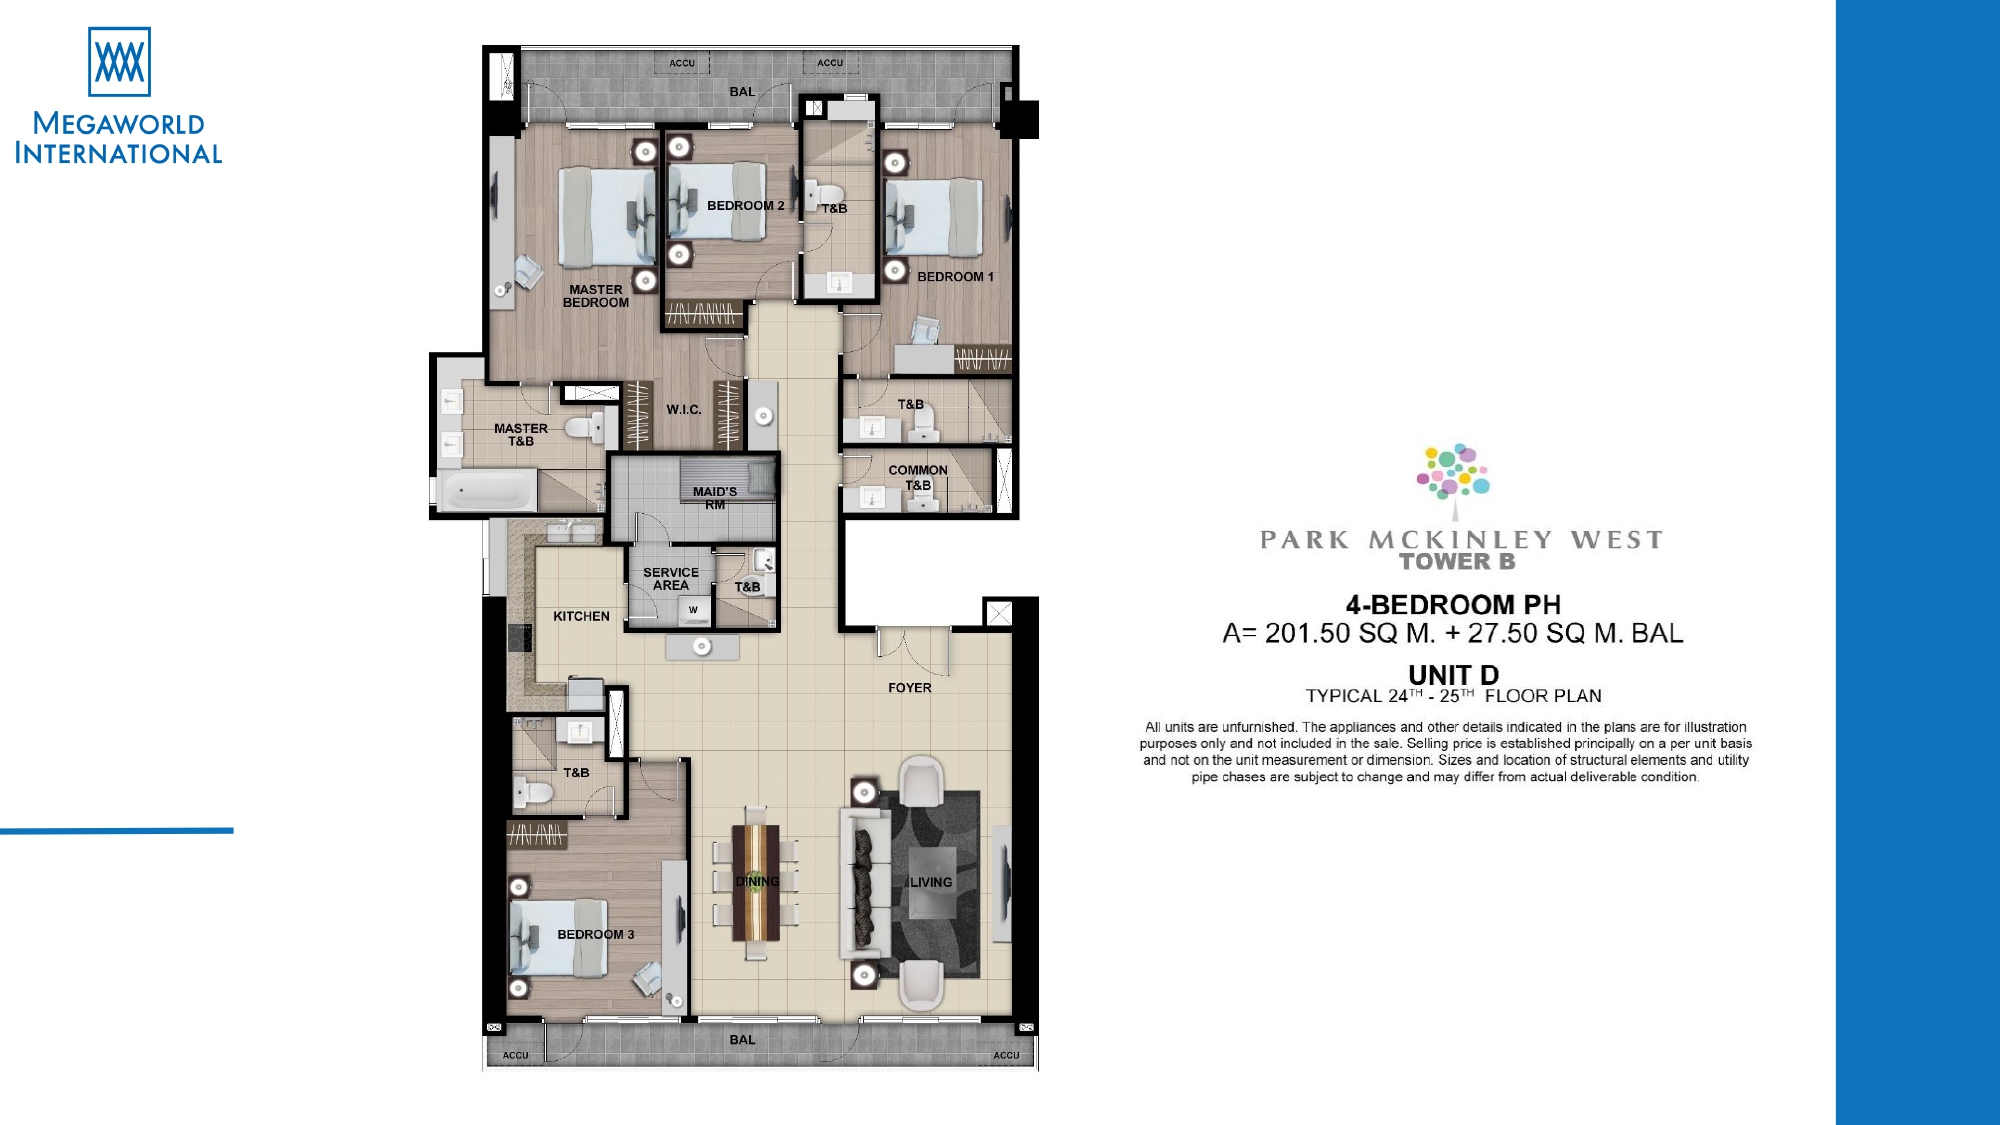 MEGAWORLD
INTERNATIONAL
ACCU
ACCU
BAL
BEDROOM 2
T&B
BEDROOM 1
MASTER
BEDROOM
W.I.C.
T&B
MASTER
T&B
COMMON
T&B
MAID'S
RM
SERVICE
AREA
T&B
W
KITCHEN
FOYER
T&B
DINING
LIVING
BEDROOM 3
BAL
ACCU
ACCU
PARK MCKINLEY WEST
TOWER B
4-BEDROOM PH
A= 201.50 SQ M. + 27.50 SQ M. BAL
UNIT D
TYPICAL 24TH - 25TH FLOOR PLAN
All units are unfurnished. The appliances and other details indicated in the plans are for illustration
purposes only and not included in the sale. Selling price is established principally on a per unit basis
and not on the unit measurement or dimension. Sizes and location of structural elements and utility
pipe chases are subject to change and may differ from actual deliverable condition.